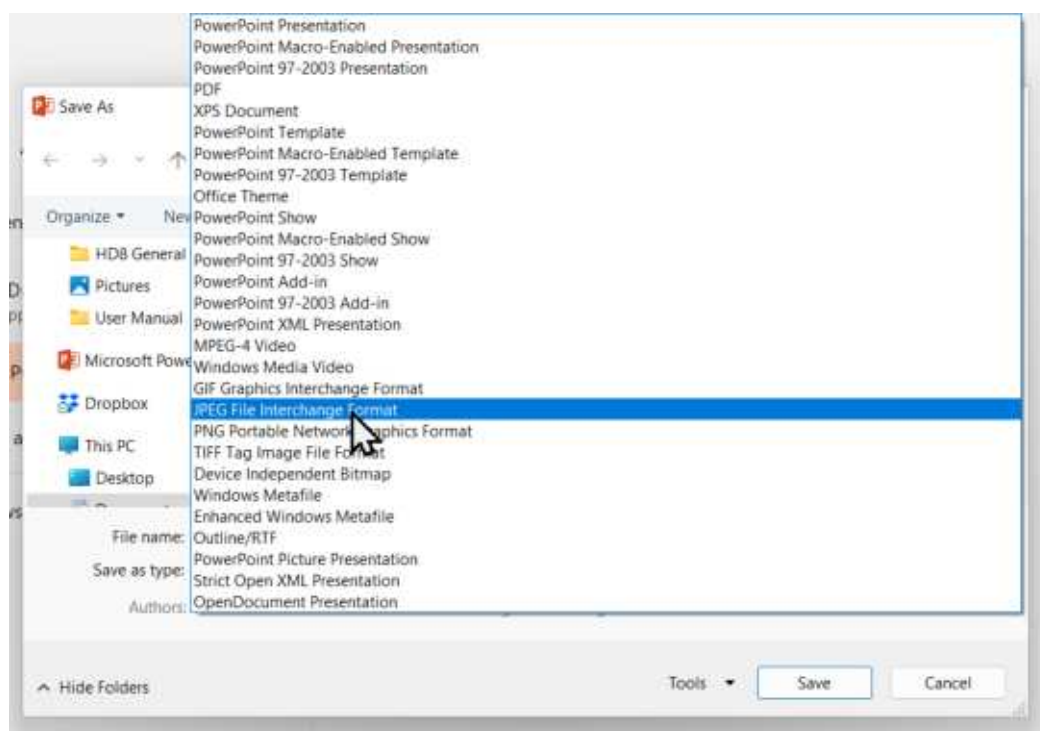 PowerPoint Presentation
PowerPoint Macro-Enabled Presentation
PowerPoint 97-2003 Presentation
PDF
XPS Document
PowerPoint Template
PowerPoint Macro-Enabled Template
PowerPoint 97-2003 Template
Office Theme
PowerPoint Show
PowerPoint Macro-Enabled Show
PowerPoint 97-2003 Show
PowerPoint Add-in
PowerPoint 97-2003 Add-in
PowerPoint XML Presentation
MPEG-4 Video
Windows Media Video
GIF Graphics Interchange Format
JPEG File Interchange Format
PNG Portable Network Graphics Format
TIFF Tag Image File Format
Device Independent Bitmap
Windows Metafile
Enhanced Windows Metafile
Outline/RTF
PowerPoint Picture Presentation
Strict Open XML Presentation
OpenDocument Presentation
Save As
Organize
New
HD8 General
Pictures
User Manual
Microsoft Powe
Dropbox
This PC
Desktop
File name:
Save as type:
Authors:
Hide Folders
Tools
Save
Cancel